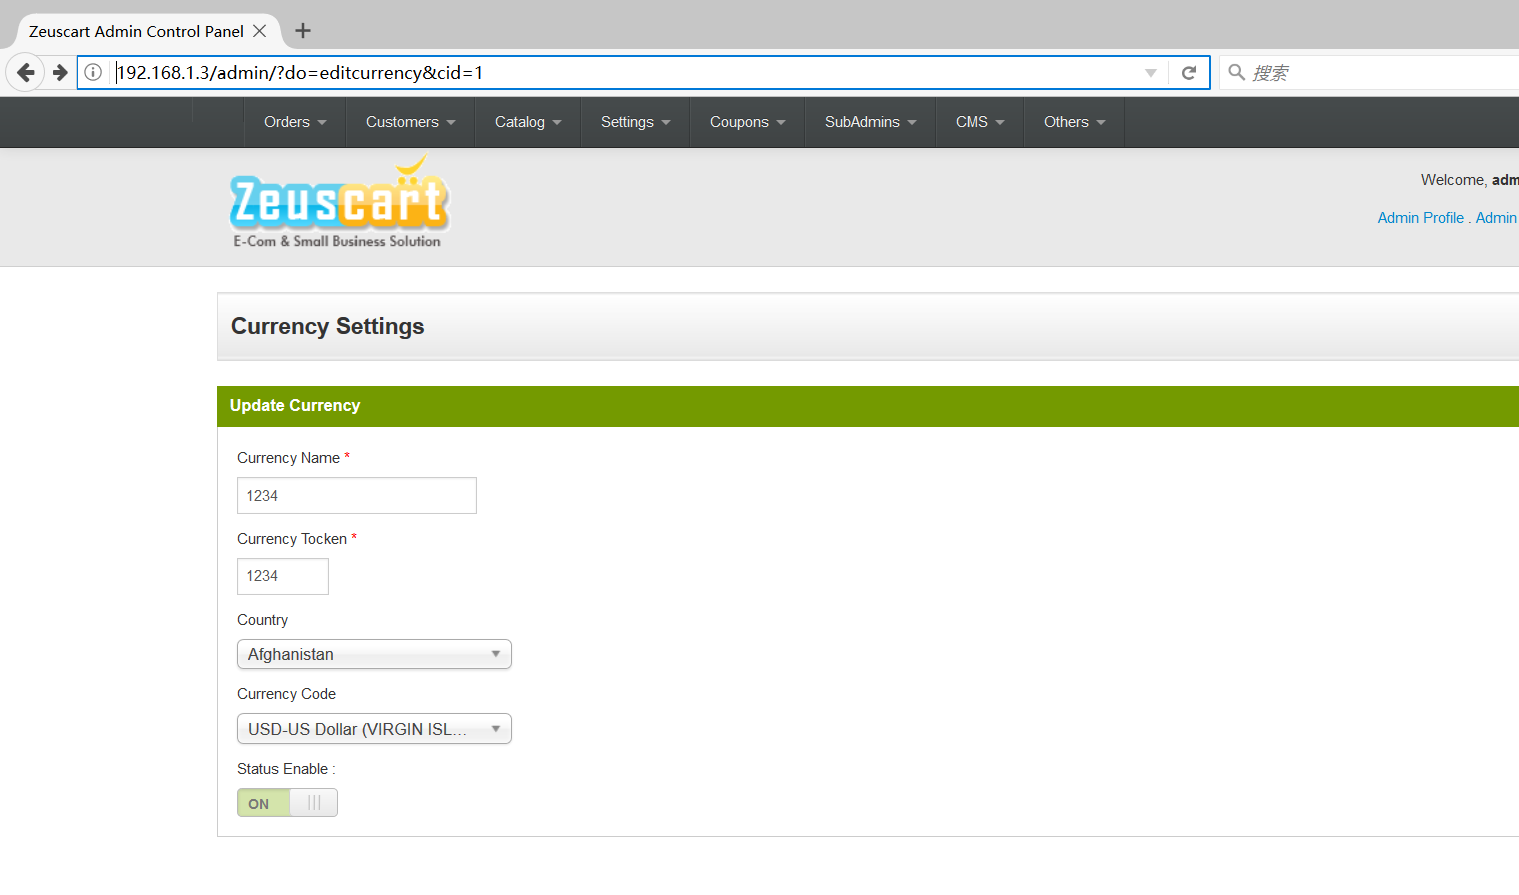 Zeuscart Admin Control Panel
192.168.1.3/admin/?do=editcurrency&cid=1
搜索
Orders Customers Catalog Settings Coupons SubAdmins CMS Others
Zeuscart
E-Com & Small Business Solution
Welcome, adm
Admin Profile . Admin
Currency Settings
Update Currency
Currency Name *
1234
Currency Tocken *
1234
Country
Afghanistan
Currency Code
USD-US Dollar (VIRGIN ISL...
Status Enable :
ON